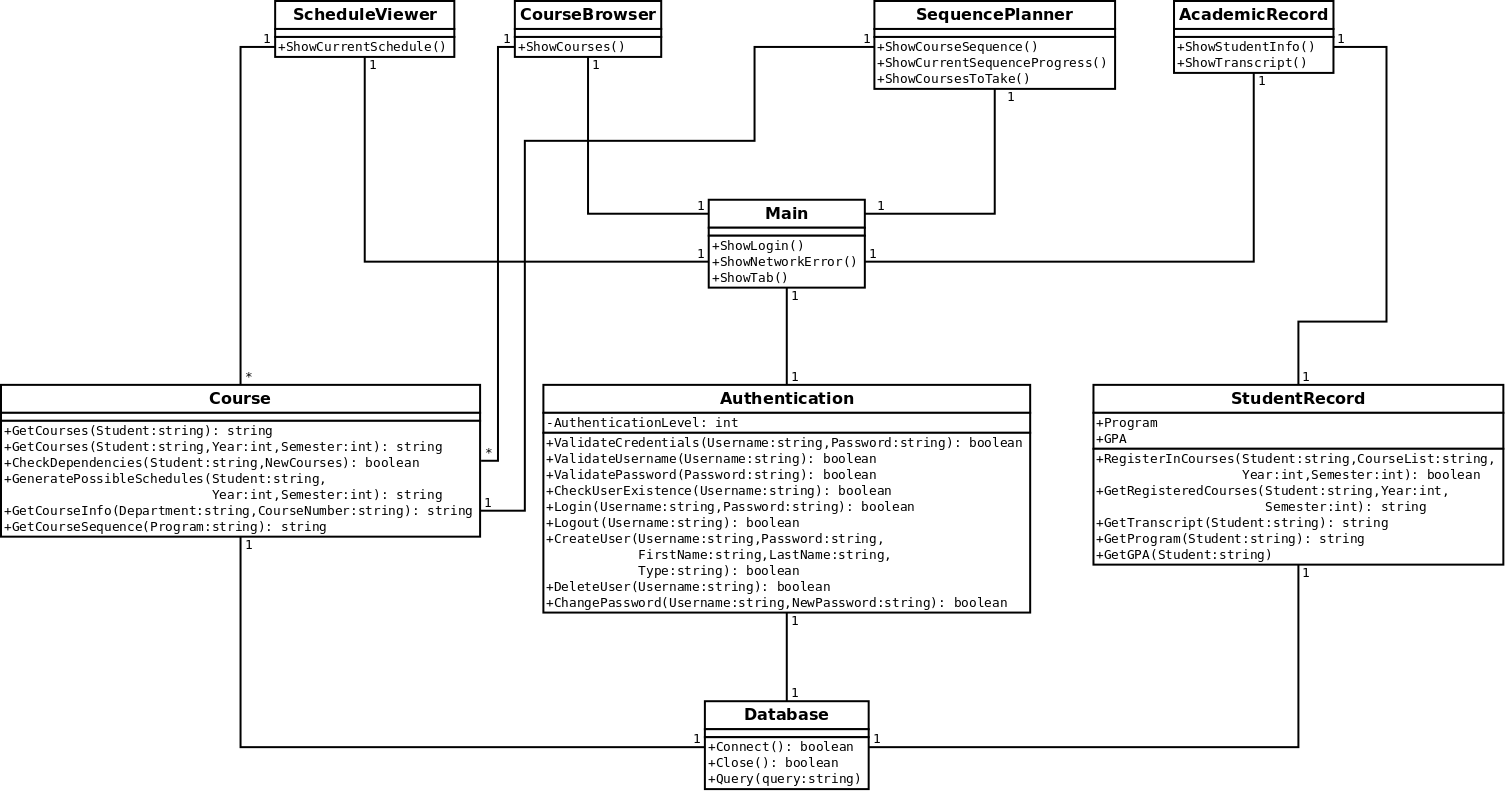 ScheduleViewer
+ShowCurrentSchedule()
1
1
CourseBrowser
+ShowCourses()
1
1
SequencePlanner
+ShowCourseSequence()
+ShowCurrentSequenceProgress()
+ShowCoursesToTake()
1
1
AcademicRecord
+ShowStudentInfo()
+ShowTranscript()
1
1
Main
+ShowLogin()
+ShowNetworkError()
+ShowTab()
1
1
1
1
1
Course
+GetCourses(Student:string): string
+GetCourses(Student:string,Year:int,Semester:int): string
+CheckDependencies(Student:string,NewCourses): boolean
+GeneratePossibleSchedules(Student:string,
Year:int,Semester:int): string
+GetCourseInfo(Department:string,CourseNumber:string): string
+GetCourseSequence(Program:string): string
*
*
1
1
Authentication
-AuthenticationLevel: int
+ValidateCredentials(Username:string,Password:string): boolean
+ValidateUsername(Username:string): boolean
+ValidatePassword(Password:string): boolean
+CheckUserExistence(Username:string): boolean
+Login(Username:string,Password:string): boolean
+Logout(Username:string): boolean
+CreateUser(Username:string,Password:string,
FirstName:string,LastName:string,
Type:string): boolean
+DeleteUser(Username:string): boolean
+ChangePassword(Username:string,NewPassword:string): boolean
1
1
StudentRecord
+Program
+GPA
+RegisterInCourses(Student:string,CourseList:string,
Year:int,Semester:int): boolean
+GetRegisteredCourses(Student:string,Year:int,
Semester:int): string
+GetTranscript(Student:string): string
+GetProgram(Student:string): string
+GetGPA(Student:string)
1
1
Database
+Connect(): boolean
+Close(): boolean
+Query(query:string)
1
1
1